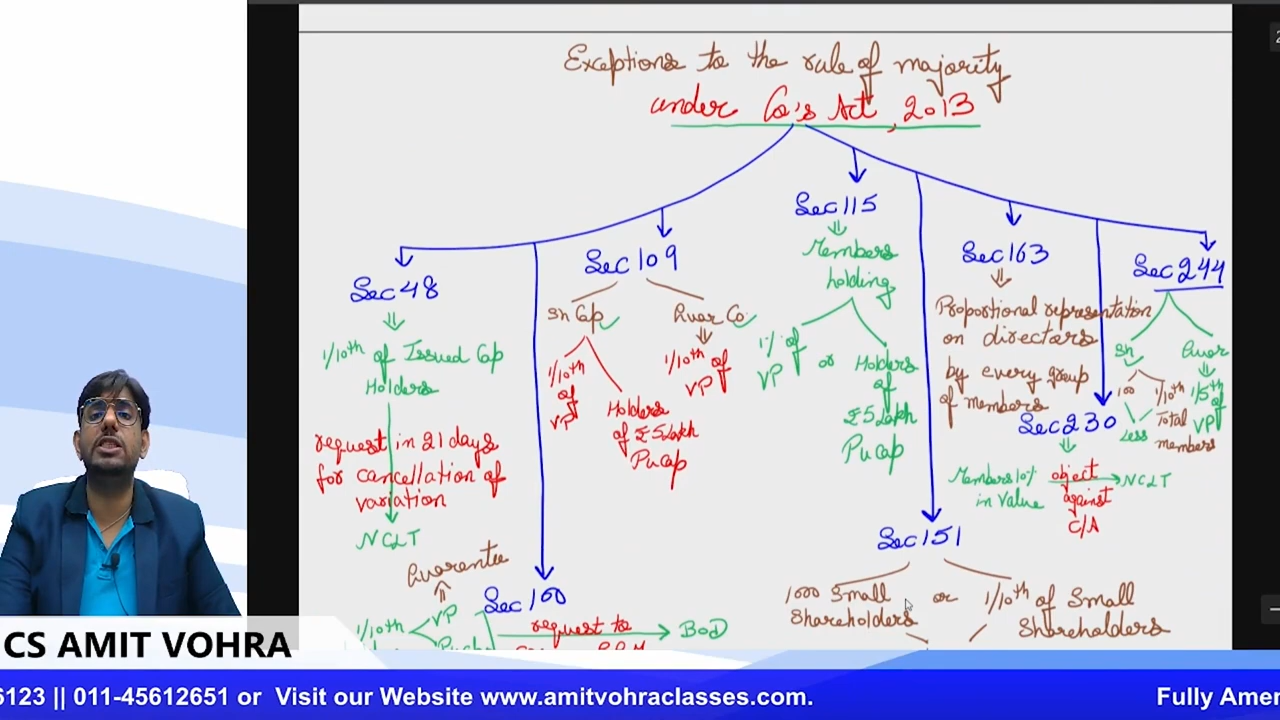 Exceptions to the rule of majority
under Co's Act, 2013
Sec 48
⇓
1/10th of Issued Cap
Holders
request in 21 days
for cancellation of
variation
NCLT
Sec 109
Sh Cap ✓
1/10th
of
VP
Holders
of ₹5 Lakh
Pu cap
Guar Co. ✓
⇓
1/10th of
VP
Sec 115
⇓
Members
holding
1% of
VP
or
Holders
of
₹5 Lakh
Pu cap
Sec 163
⇓
Proportional representation
on directors
by every group
of members
Sec 244
Sh
100
1/10th
Total
members
Less
Guar
⇓
1/5th of
VP
Sec 230
⇓
Members 10%
in value
object
against
C/A
NCLT
Sec 151
1000 Small
Shareholders
or
1/10th of Small
Shareholders
Guarantee
⇑
Sec 100
1/10th
VP
request to
BoD
CS AMIT VOHRA
6123 || 011-45612651 or Visit our Website www.amitvohraclasses.com.
Fully Amer